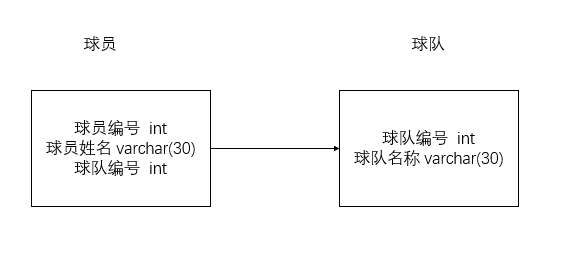 球员
球队
球员编号 int
球员姓名 varchar(30)
球队编号 int
球队编号 int
球队名称 varchar(30)